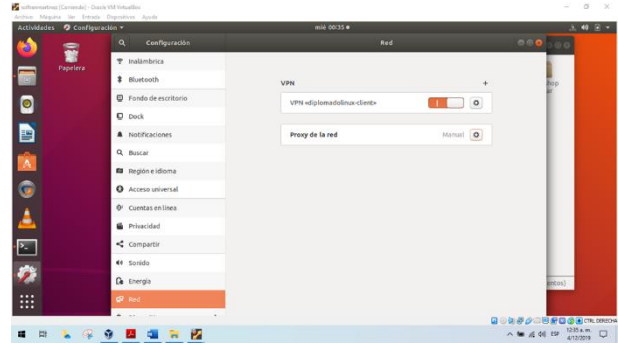 softwaremartinez [Corriendo] - Oracle VM VirtualBox
Archivo Máquina Ver Entrada Dispositivos Ayuda
Actividades Configuración mié 00:35
Configuración Red
Papelera
Inalámbrica
Bluetooth
Fondo de escritorio
Dock
Notificaciones
Buscar
Región e idioma
Acceso universal
Cuentas en línea
Privacidad
Compartir
Sonido
Energía
Red
VPN +
VPN «diplomadolinux-client»
Proxy de la red Manual
CTRL DERECHA
ESP 12:35 a. m.
4/12/2019